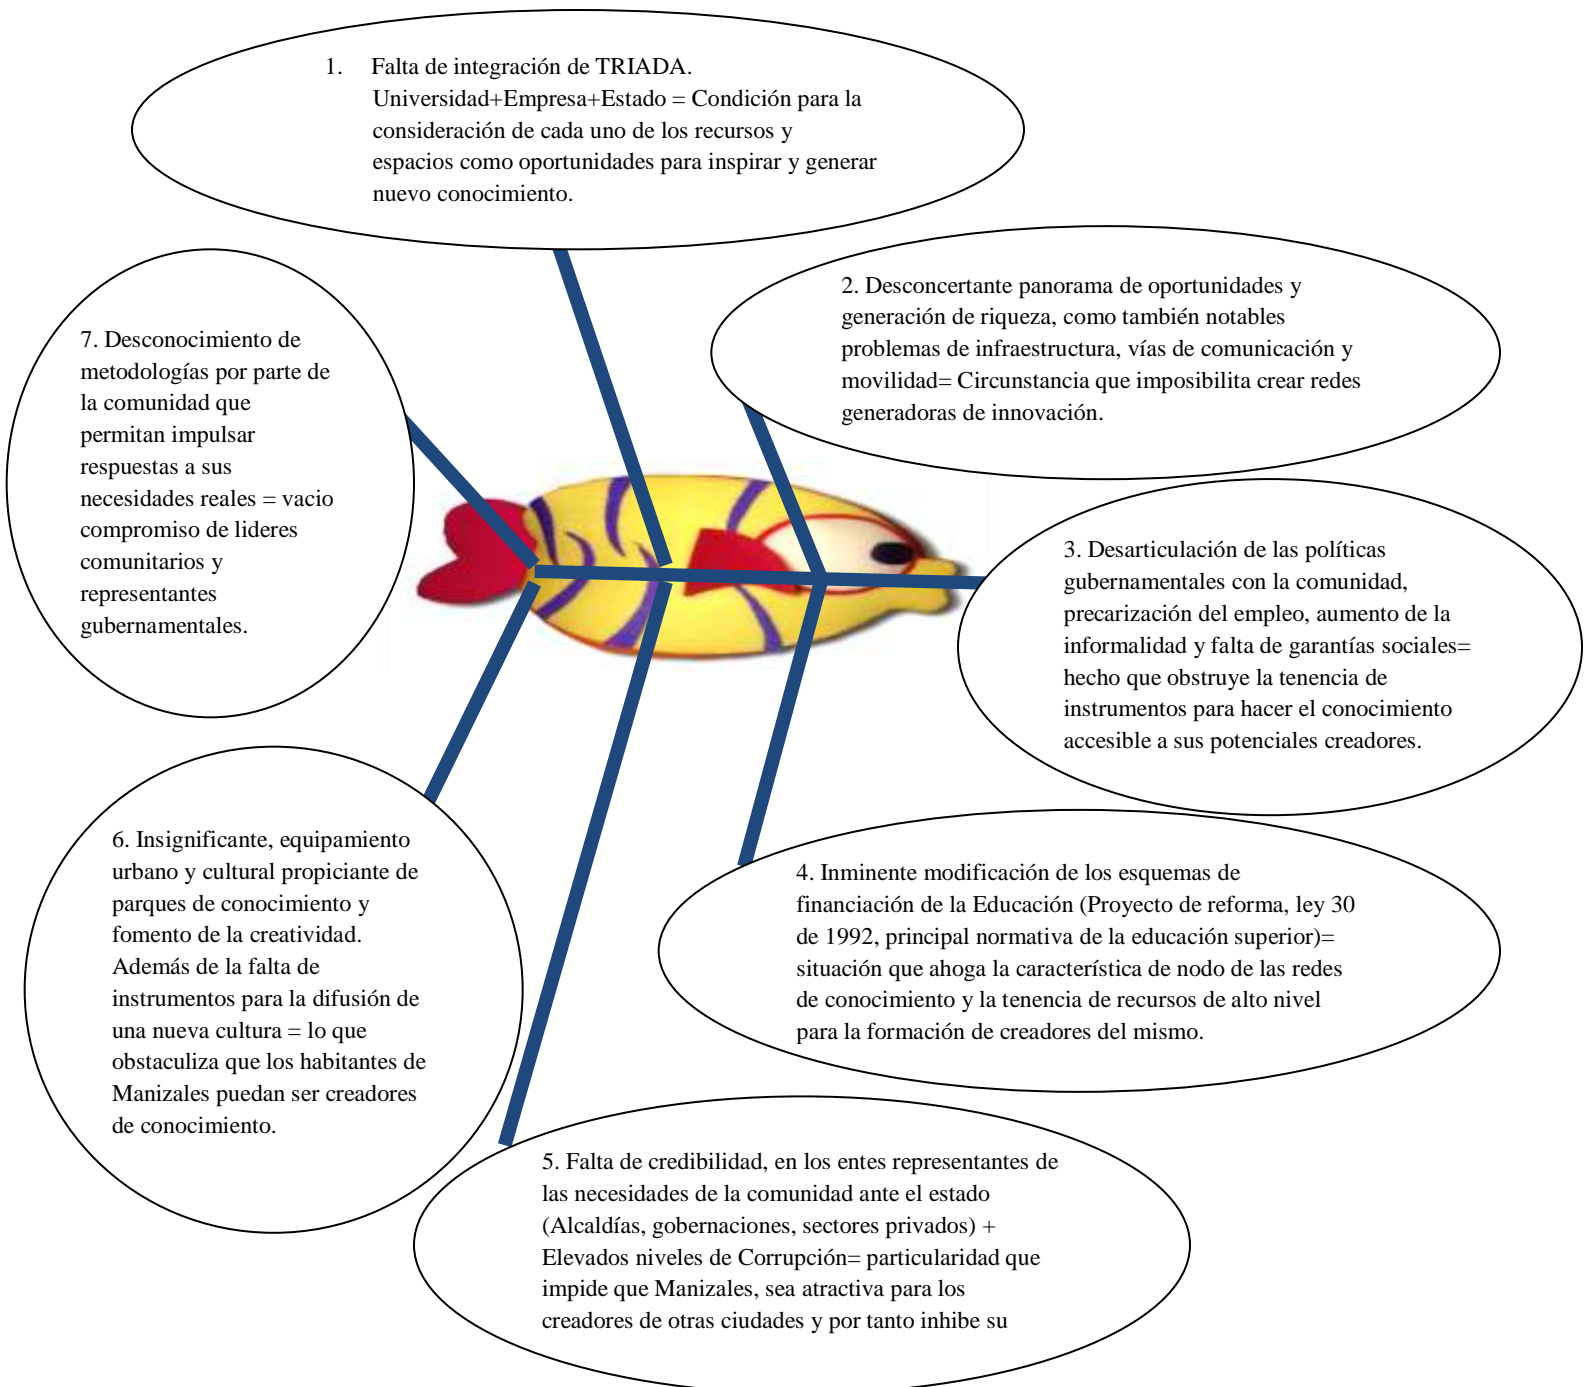 1. Falta de integración de TRIADA.
Universidad+Empresa+Estado = Condición para la
consideración de cada uno de los recursos y
espacios como oportunidades para inspirar y generar
nuevo conocimiento.
2. Desconcertante panorama de oportunidades y
generación de riqueza, como también notables
problemas de infraestructura, vías de comunicación y
movilidad= Circunstancia que imposibilita crear redes
generadoras de innovación.
3. Desarticulación de las políticas
gubernamentales con la comunidad,
precarización del empleo, aumento de la
informalidad y falta de garantías sociales=
hecho que obstruye la tenencia de
instrumentos para hacer el conocimiento
accesible a sus potenciales creadores.
4. Inminente modificación de los esquemas de
financiación de la Educación (Proyecto de reforma, ley 30
de 1992, principal normativa de la educación superior)=
situación que ahoga la característica de nodo de las redes
de conocimiento y la tenencia de recursos de alto nivel
para la formación de creadores del mismo.
5. Falta de credibilidad, en los entes representantes de
las necesidades de la comunidad ante el estado
(Alcaldías, gobernaciones, sectores privados) +
Elevados niveles de Corrupción= particularidad que
impide que Manizales, sea atractiva para los
creadores de otras ciudades y por tanto inhibe su
6. Insignificante, equipamiento
urbano y cultural propiciante de
parques de conocimiento y
fomento de la creatividad.
Además de la falta de
instrumentos para la difusión de
una nueva cultura = lo que
obstaculiza que los habitantes de
Manizales puedan ser creadores
de conocimiento.
7. Desconocimiento de
metodologías por parte de
la comunidad que
permitan impulsar
respuestas a sus
necesidades reales = vacio
compromiso de lideres
comunitarios y
representantes
gubernamentales.